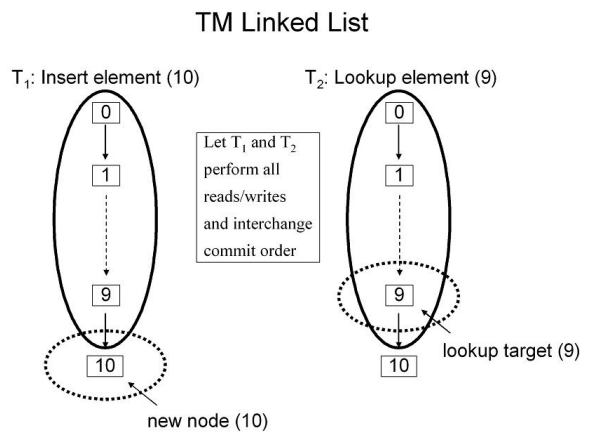 TM Linked List
T1: Insert element (10)
T2: Lookup element (9)
0
1
9
10
new node (10)
Let T1 and T2
perform all
reads/writes
and interchange
commit order
0
1
9
10
lookup target (9)